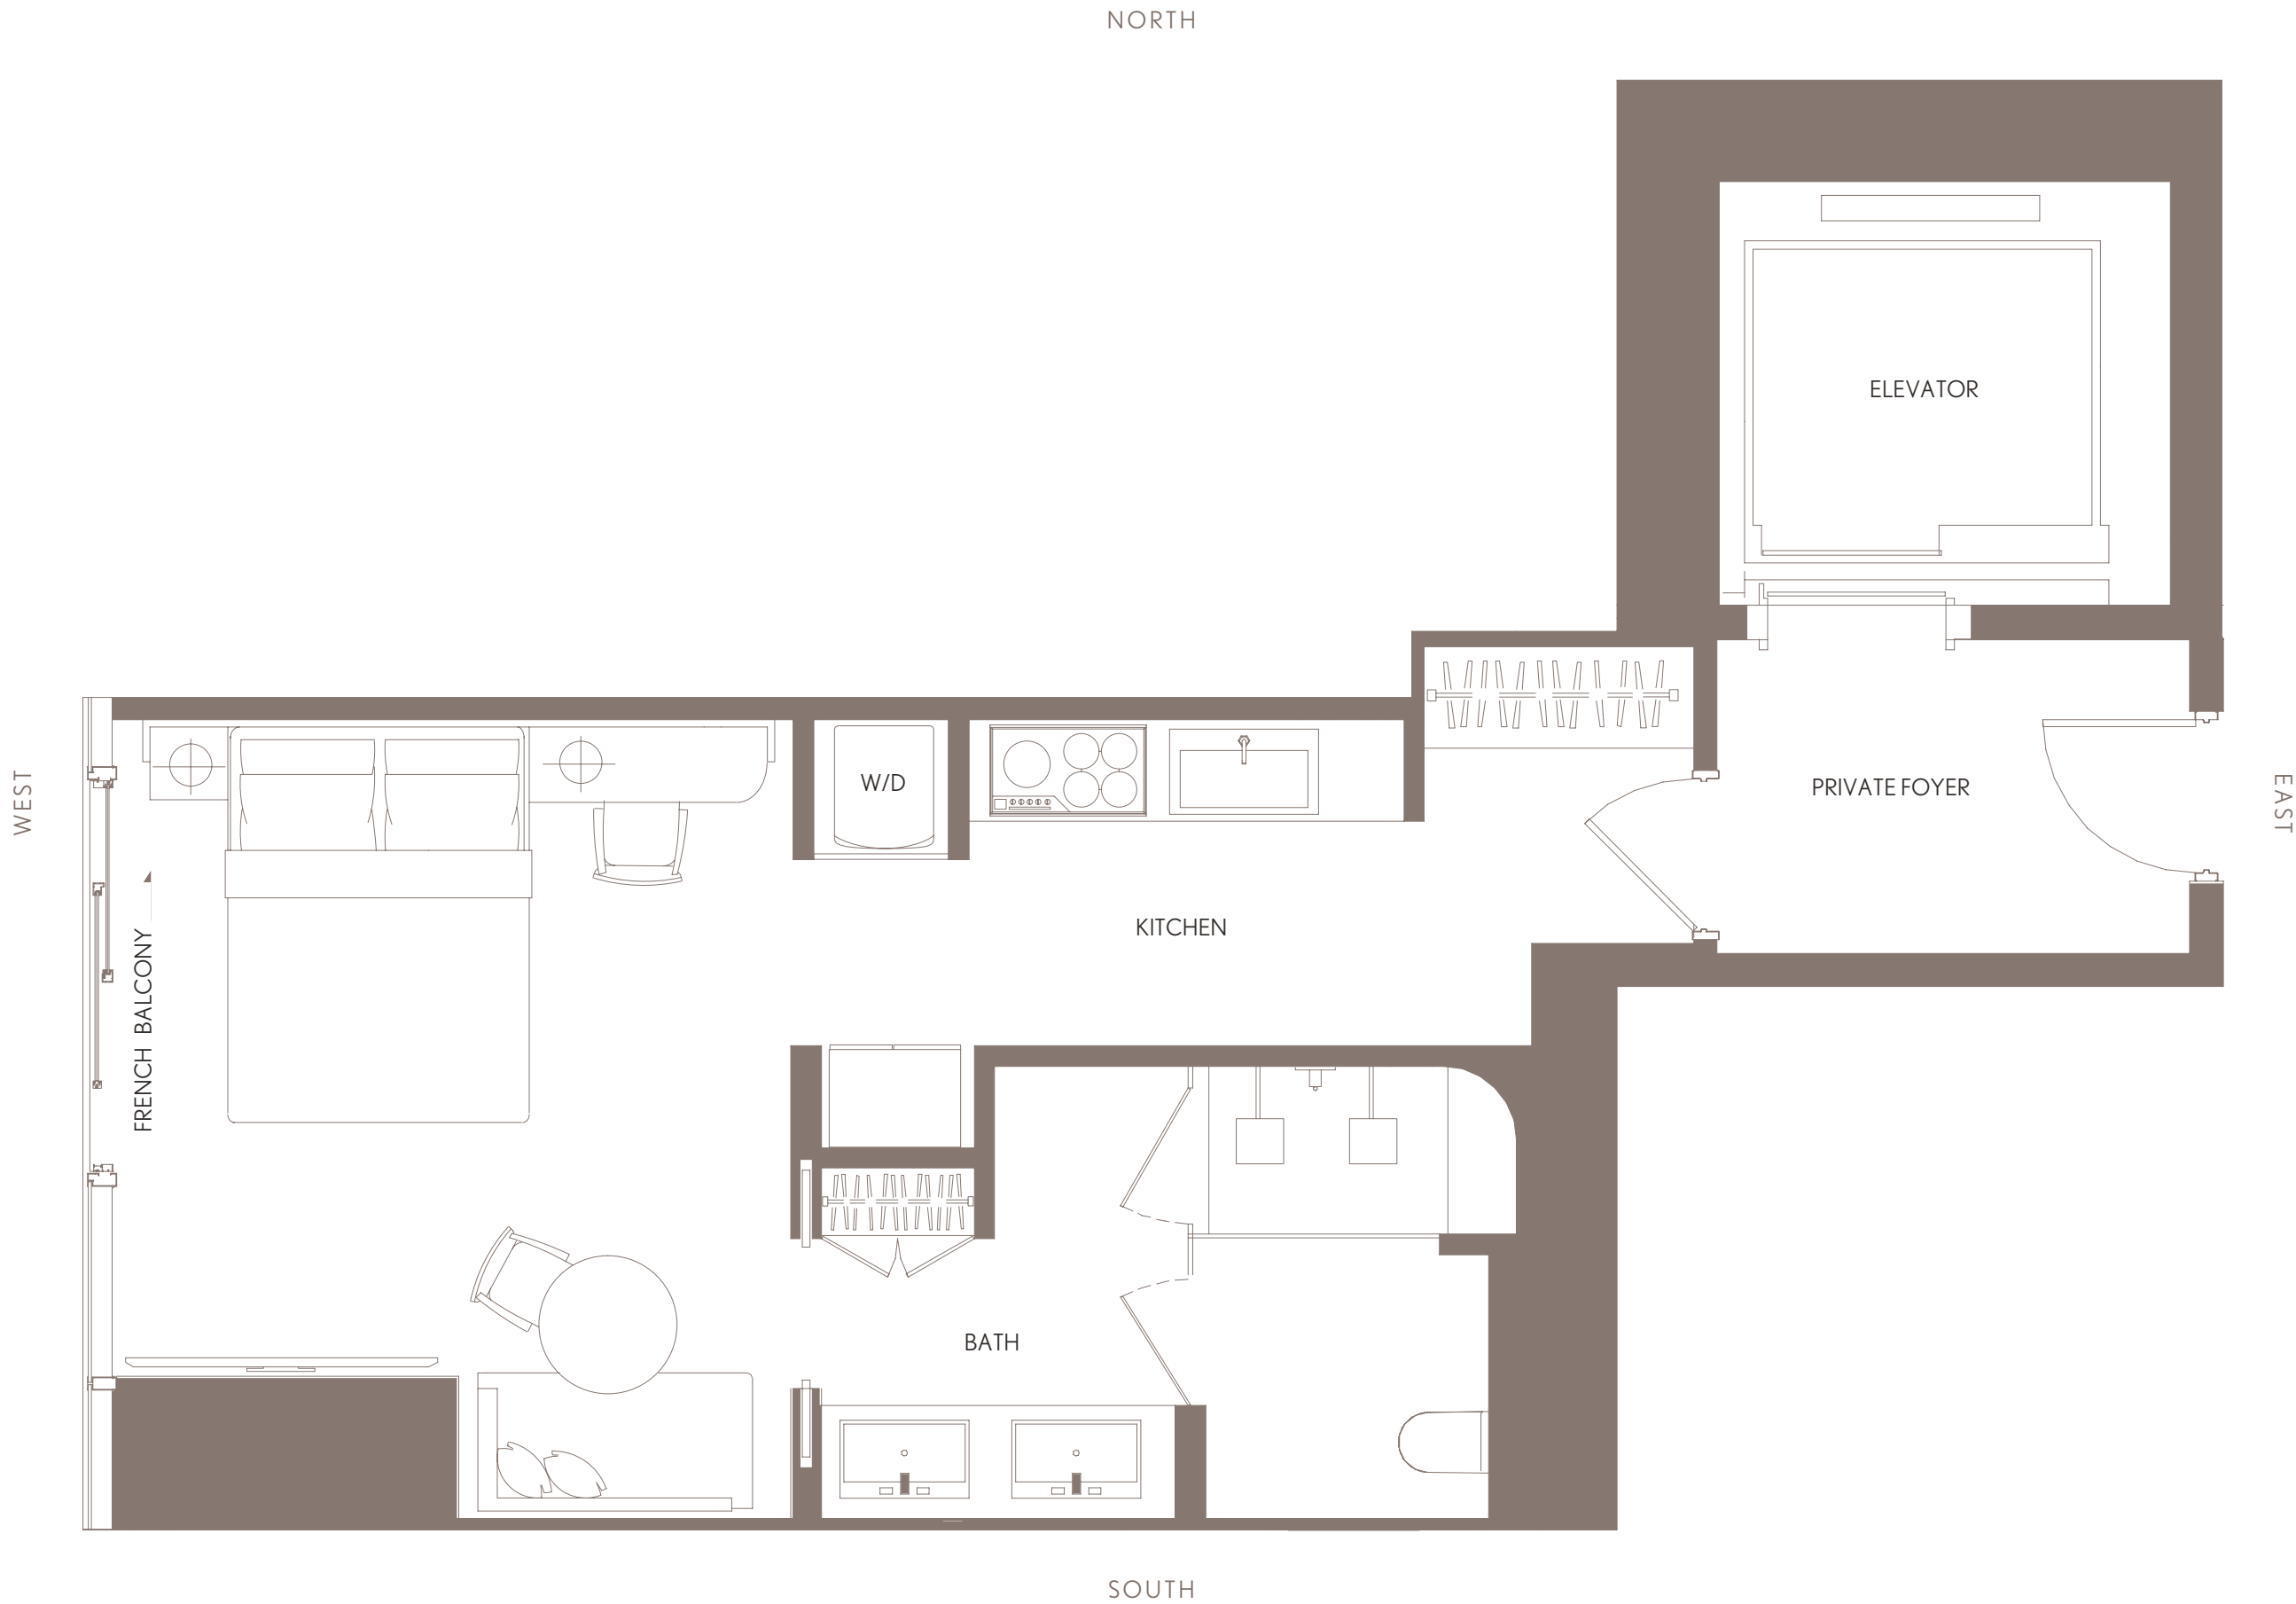 NORTH
ELEVATOR
WEST
W/D
PRIVATE FOYER
EAST
KITCHEN
FRENCH BALCONY
BATH
SOUTH